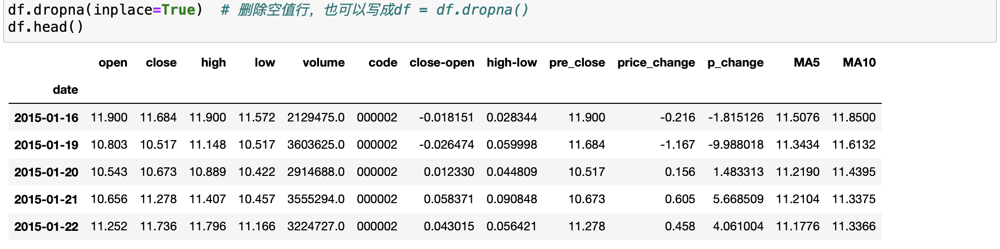 df.dropna(inplace=True)  # 删除空值行，也可以写成df = df.dropna()
df.head()
open close high low volume code close-open high-low pre_close price_change p_change MA5 MA10
date
2015-01-16 11.900 11.684 11.900 11.572 2129475.0 000002 -0.018151 0.028344 11.900 -0.216 -1.815126 11.5076 11.8500
2015-01-19 10.803 10.517 11.148 10.517 3603625.0 000002 -0.026474 0.059998 11.684 -1.167 -9.988018 11.3434 11.6132
2015-01-20 10.543 10.673 10.889 10.422 2914688.0 000002 0.012330 0.044809 10.517 0.156 1.483313 11.2190 11.4395
2015-01-21 10.656 11.278 11.407 10.457 3555294.0 000002 0.058371 0.090848 10.673 0.605 5.668509 11.2104 11.3375
2015-01-22 11.252 11.736 11.796 11.166 3224727.0 000002 0.043015 0.056421 11.278 0.458 4.061004 11.1776 11.3366